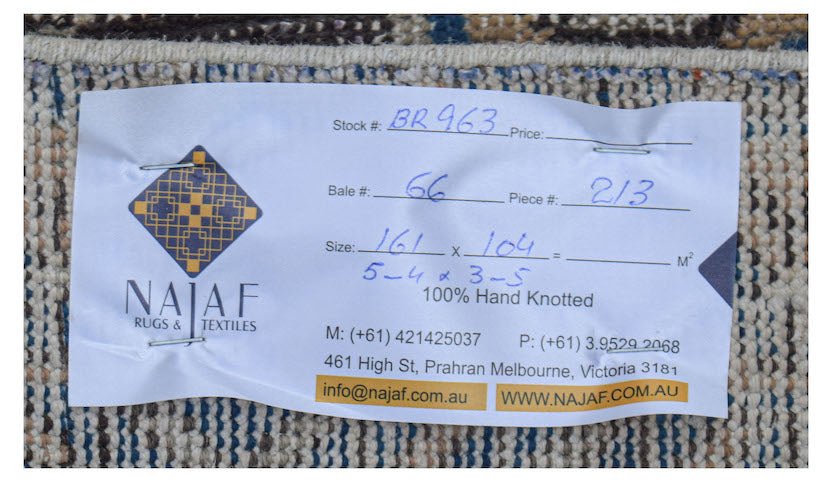 Stock #: BR 963 Price:
Bale #: 66 Piece #: 213
Size: 161 x 104 = M²
5-4 x 3-5
100% Hand Knotted
NAJAF
RUGS & TEXTILES
M: (+61) 421425037 P: (+61) 3.9529 2068
461 High St, Prahran Melbourne, Victoria 3181
info@najaf.com.au WWW.NAJAF.COM.AU